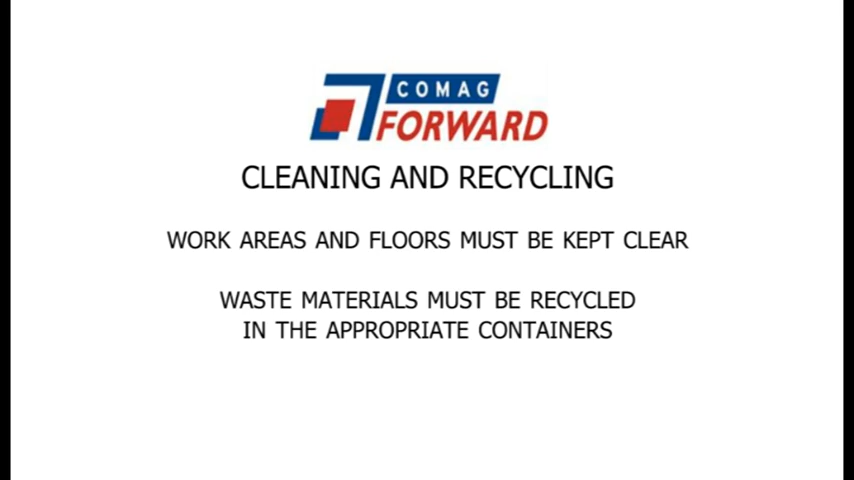 COMAG
FORWARD
CLEANING AND RECYCLING
WORK AREAS AND FLOORS MUST BE KEPT CLEAR
WASTE MATERIALS MUST BE RECYCLED
IN THE APPROPRIATE CONTAINERS